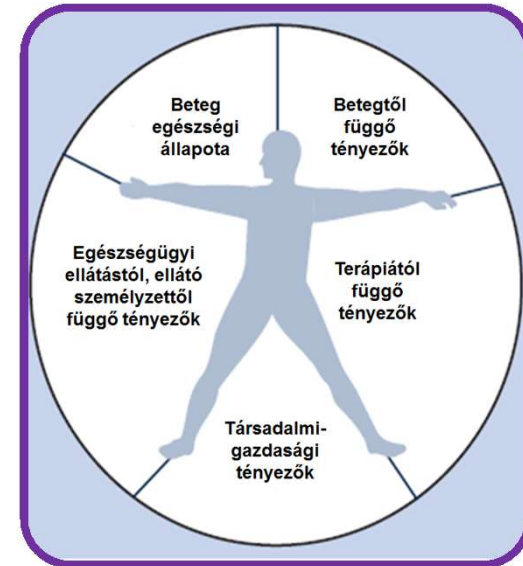 Beteg
egészségi
állapota
Betegtől
függő
tényezők
Egészségügyi
ellátástól, ellátó
személyzettől
függő tényezők
Terápiától
függő
tényezők
Társadalmi-
gazdasági
tényezők